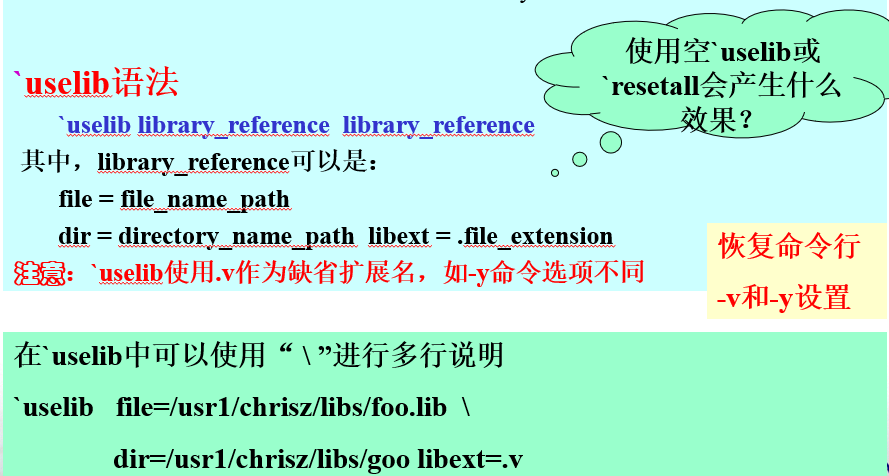 使用空`uselib或
`resetall会产生什么
效果？
`uselib语法
`uselib library_reference library_reference
其中，library_reference可以是：
file = file_name_path
dir = directory_name_path libext = .file_extension
注意：`uselib使用.v作为缺省扩展名，如-y命令选项不同
恢复命令行
-v和-y设置
在`uselib中可以使用“ \ ”进行多行说明
`uselib file=/usr1/chrisz/libs/foo.lib \
dir=/usr1/chrisz/libs/goo libext=.v